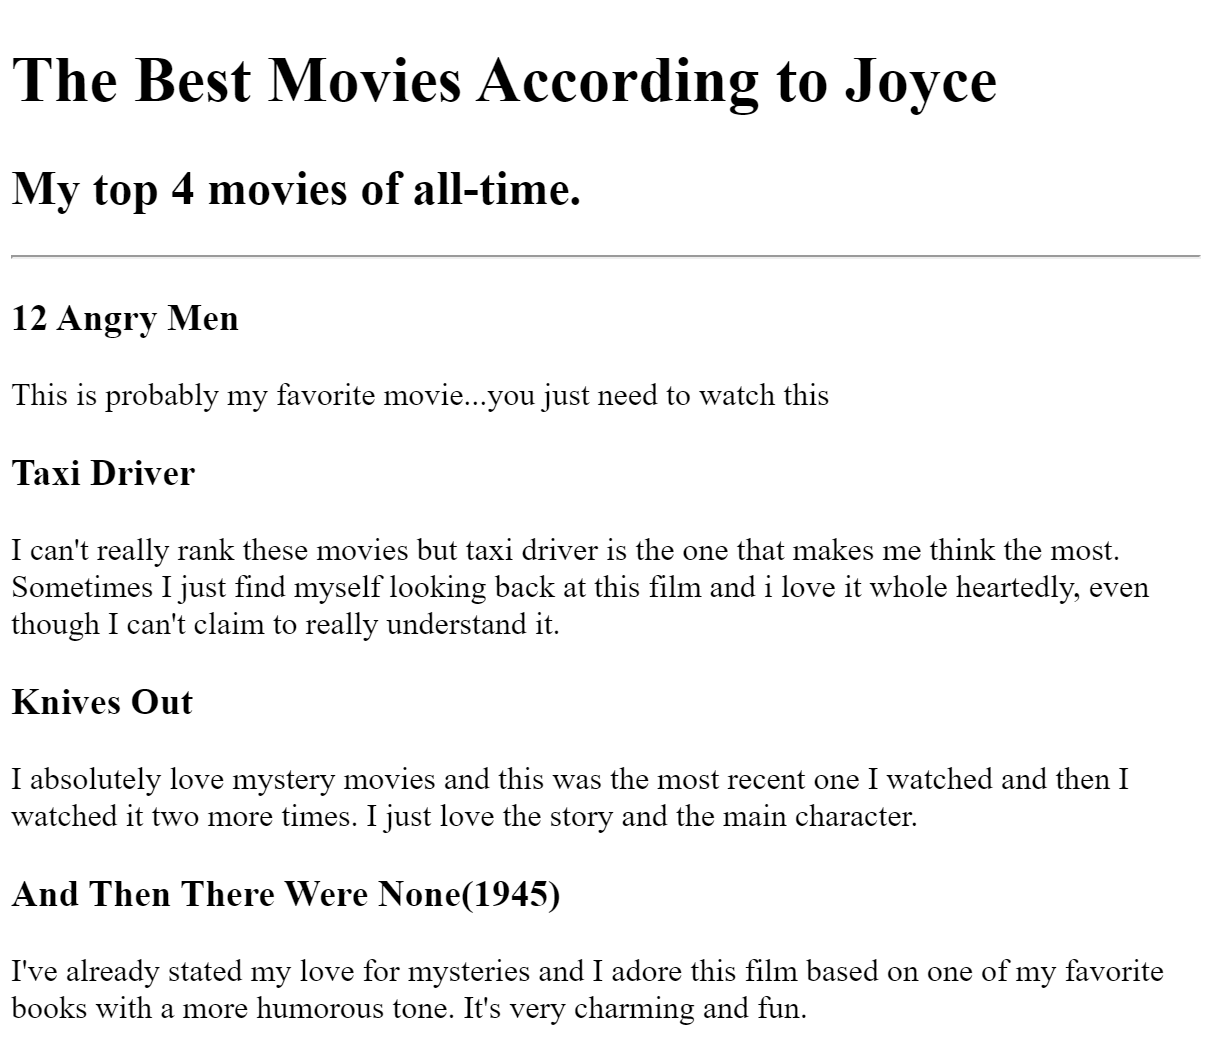 The Best Movies According to Joyce
My top 4 movies of all-time.
12 Angry Men
This is probably my favorite movie...you just need to watch this
Taxi Driver
I can't really rank these movies but taxi driver is the one that makes me think the most.
Sometimes I just find myself looking back at this film and i love it whole heartedly, even
though I can't claim to really understand it.
Knives Out
I absolutely love mystery movies and this was the most recent one I watched and then I
watched it two more times. I just love the story and the main character.
And Then There Were None(1945)
I've already stated my love for mysteries and I adore this film based on one of my favorite
books with a more humorous tone. It's very charming and fun.